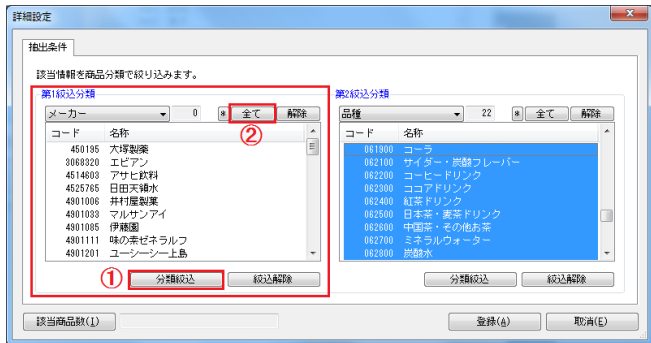 詳細設定
抽出条件
該当情報を商品分類で絞り込みます。
第1絞込分類
メーカー 0 * 全て 解除
②
コード 名称
450195 大塚製薬
3068320 エビアン
4514603 アサヒ飲料
4525765 日田天領水
4901006 井村屋製菓
4901033 マルサンアイ
4901085 伊藤園
4901111 味の素ゼネラルフ
4901201 ユーシーシー上島
① 分類絞込 絞込解除
第2絞込分類
品種 22 * 全て 解除
コード 名称
061900 コーラ
062100 サイダー・炭酸フレーバー
062200 コーヒードリンク
062300 ココアドリンク
062400 紅茶ドリンク
062500 日本茶・麦茶ドリンク
062600 中国茶・その他お茶
062700 ミネラルウォーター
062800 炭酸水
分類絞込 絞込解除
該当商品数(I) 登録(A) 取消(E)